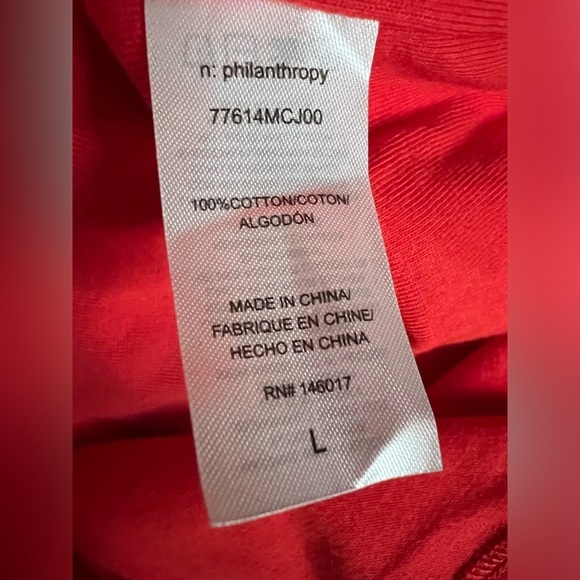 n: philanthropy
77614MCJ00
100%COTTON/COTON/
ALGODÓN
MADE IN CHINA/
FABRIQUE EN CHINE/
HECHO EN CHINA
RN# 146017
L